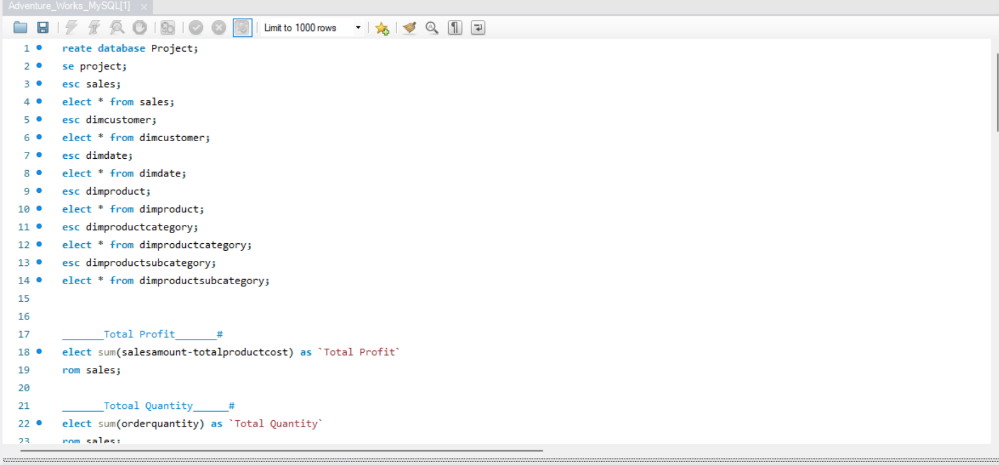 Adventure_Works_MySQL[1] ×
Limit to 1000 rows
1 reate database Project;
2 se project;
3 esc sales;
4 elect * from sales;
5 esc dimcustomer;
6 elect * from dimcustomer;
7 esc dimdate;
8 elect * from dimdate;
9 esc dimproduct;
10 elect * from dimproduct;
11 esc dimproductcategory;
12 elect * from dimproductcategory;
13 esc dimproductsubcategory;
14 elect * from dimproductsubcategory;
15
16
17 _______Total Profit_______#
18 elect sum(salesamount-totalproductcost) as `Total Profit`
19 rom sales;
20
21 _______Totoal Quantity______#
22 elect sum(orderquantity) as `Total Quantity`
23 rom sales;